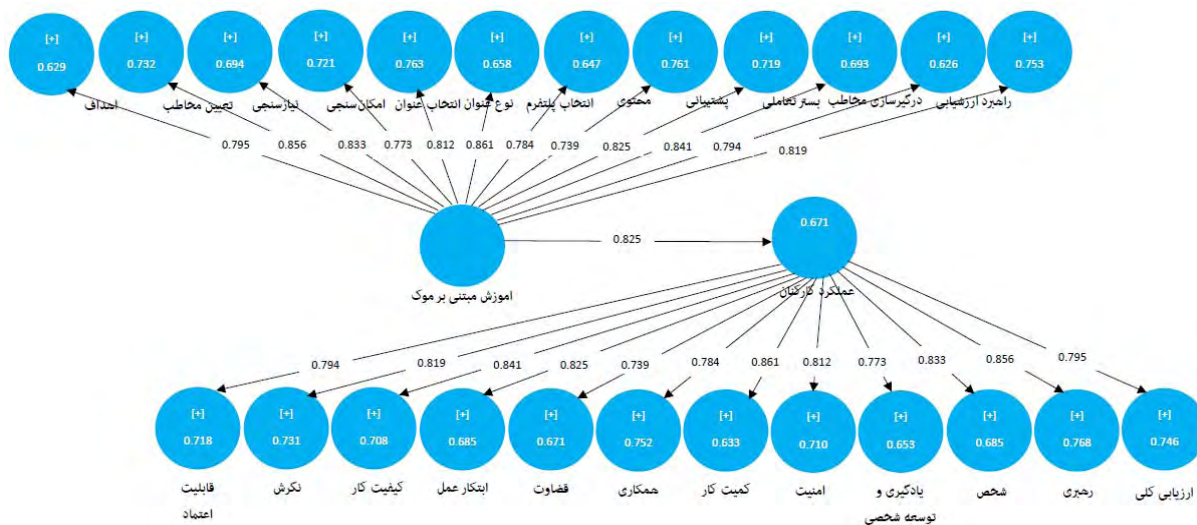 [+] [+] [+] [+] [+] [+] [+] [+] [+] [+] [+] [+]
0.629 0.732 0.694 0.721 0.763 0.658 0.647 0.761 0.719 0.693 0.626 0.753
اهداف
تعیین مخاطب
نیازسنجی
امکان‌سنجی
انتخاب عنوان
نوع عنوان
انتخاب پلتفرم
محتوی
پشتیبانی
بستر تعاملی
درگیرسازی مخاطب
راهبرد ارزشیابی
0.795 0.856 0.833 0.773 0.812 0.861 0.784 0.739 0.825 0.841 0.794 0.819
0.671
0.825
اموزش مبتنی بر موک
عملکرد کارکنان
0.794 0.819 0.841 0.825 0.739 0.784 0.861 0.812 0.773 0.833 0.856 0.795
[+] [+] [+] [+] [+] [+] [+] [+] [+] [+] [+] [+]
0.718 0.731 0.708 0.685 0.671 0.752 0.633 0.710 0.653 0.685 0.768 0.746
قابلیت
اعتماد
نگرش
کیفیت کار
ابتکار عمل
قضاوت
همکاری
کمیت کار
امنیت
یادگیری و
توسعه شخصی
شخص
رهبری
ارزیابی کلی